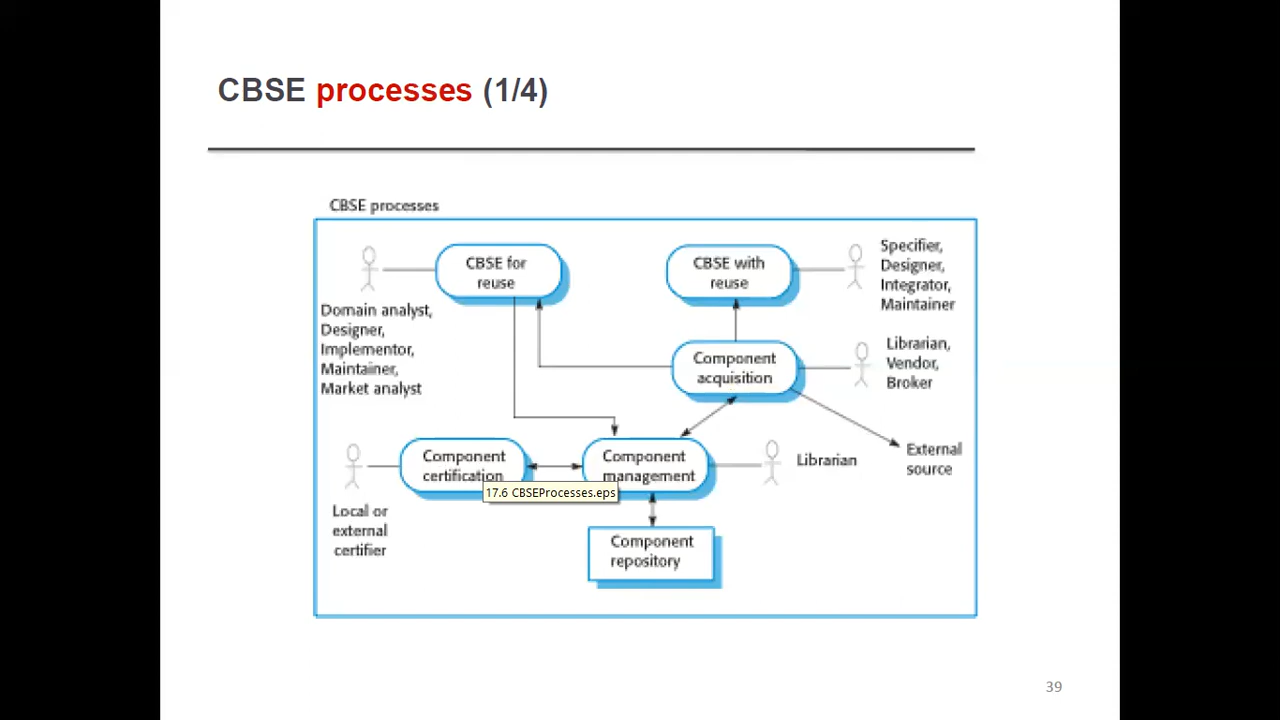 CBSE processes (1/4)
CBSE processes
CBSE for
reuse
CBSE with
reuse
Specifier,
Designer,
Integrator,
Maintainer
Domain analyst,
Designer,
Implementor,
Maintainer,
Market analyst
Component
acquisition
Librarian,
Vendor,
Broker
Component
certification
Component
management
Librarian
External
source
17.6 CBSEProcesses.eps
Local or
external
certifier
Component
repository
39